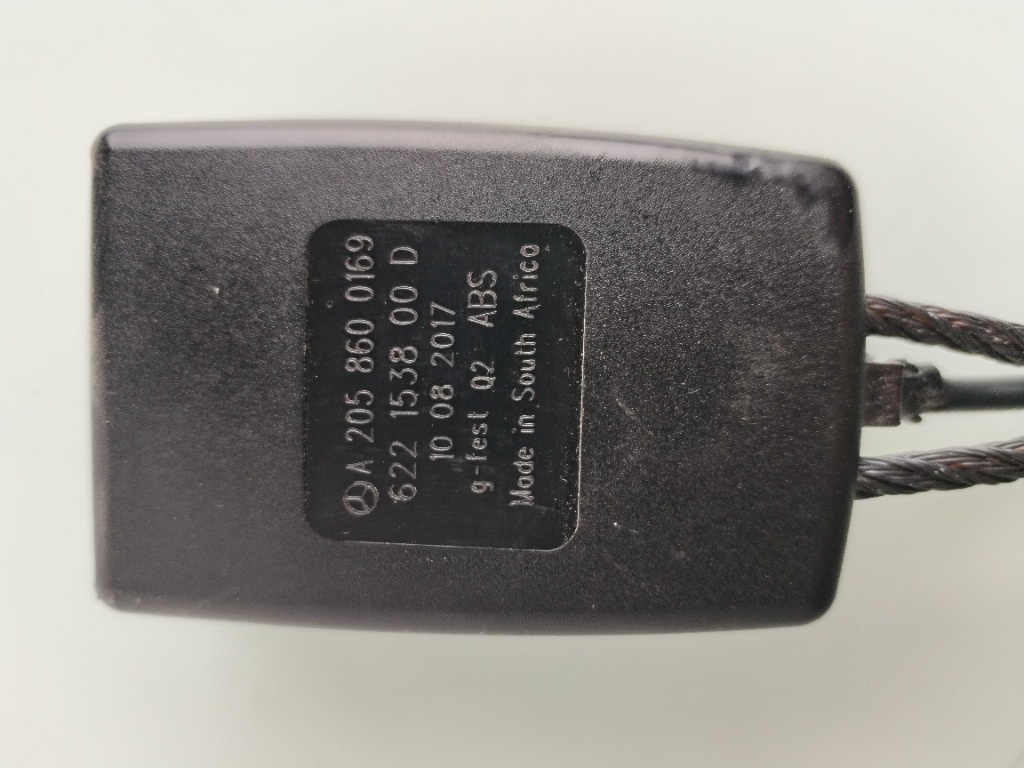 A 205 860 0169
622 1538 00 D
10 08 2017
g-fest Q2 ABS
Made in South Africa